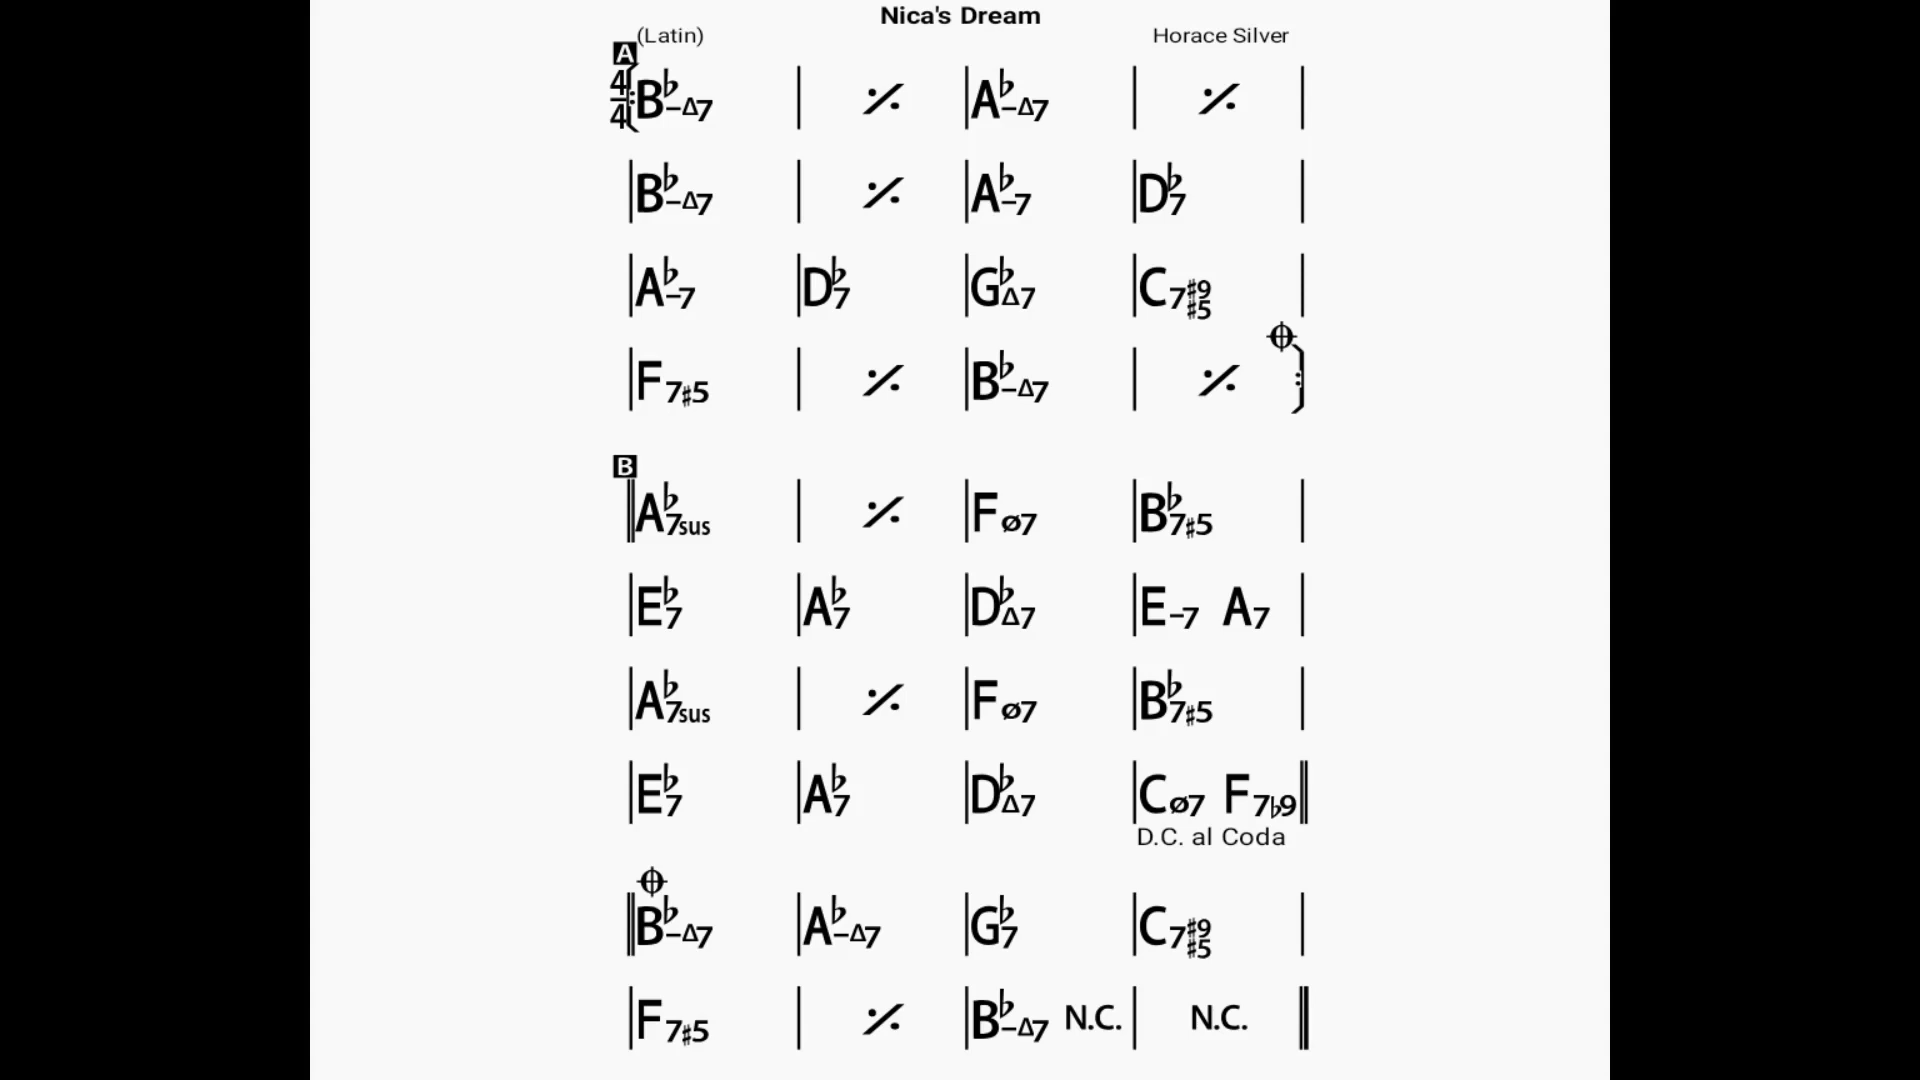 Nica's Dream
(Latin) Horace Silver
A
4/4 B♭-Δ7 | 𝄎 | A♭-Δ7 | 𝄎 |
| B♭-Δ7 | 𝄎 | A♭-7 | D♭7 |
| A♭-7 | D♭7 | G♭Δ7 | C7♯9♯5 |
| F7♯5 | 𝄎 | B♭-Δ7 | 𝄎 𝄌
B
A♭7sus | 𝄎 | Fø7 | B♭7♯5 |
| E♭7 | A♭7 | D♭Δ7 | E-7 A7 |
| A♭7sus | 𝄎 | Fø7 | B♭7♯5 |
| E♭7 | A♭7 | D♭Δ7 | Cø7 F7♭9 ||
D.C. al Coda
𝄌
B♭-Δ7 | A♭-Δ7 | G♭7 | C7♯9♯5 |
| F7♯5 | 𝄎 | B♭-Δ7 N.C. | N.C. ||